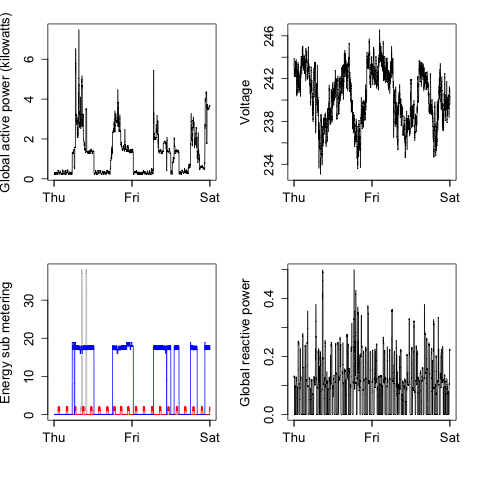 Global active power (kilowatts)
0 2 4 6
Thu Fri Sat
Voltage
234 238 242 246
Thu Fri Sat
Energy sub metering
0 10 20 30
Thu Fri Sat
Global reactive power
0.0 0.2 0.4
Thu Fri Sat